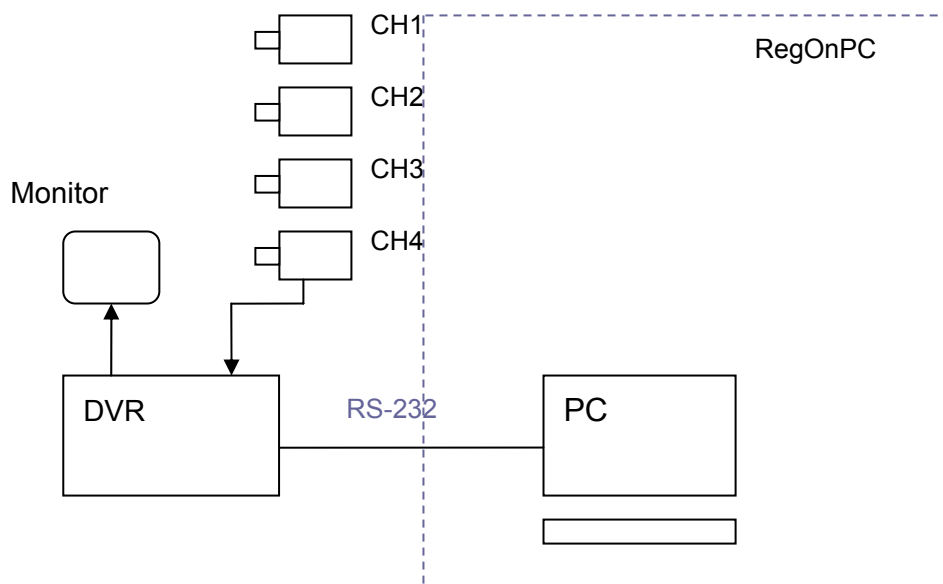 CH1
RegOnPC
CH2
CH3
Monitor
CH4
DVR
RS-232
PC